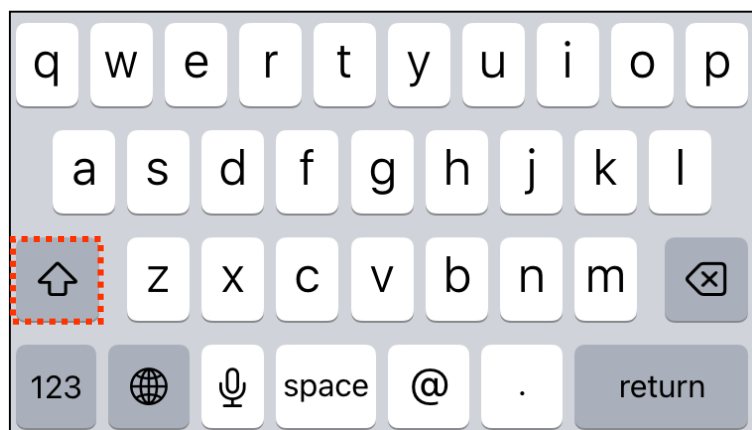 q w e r t y u i o p
a s d f g h j k l
z x c v b n m
123 space @ . return